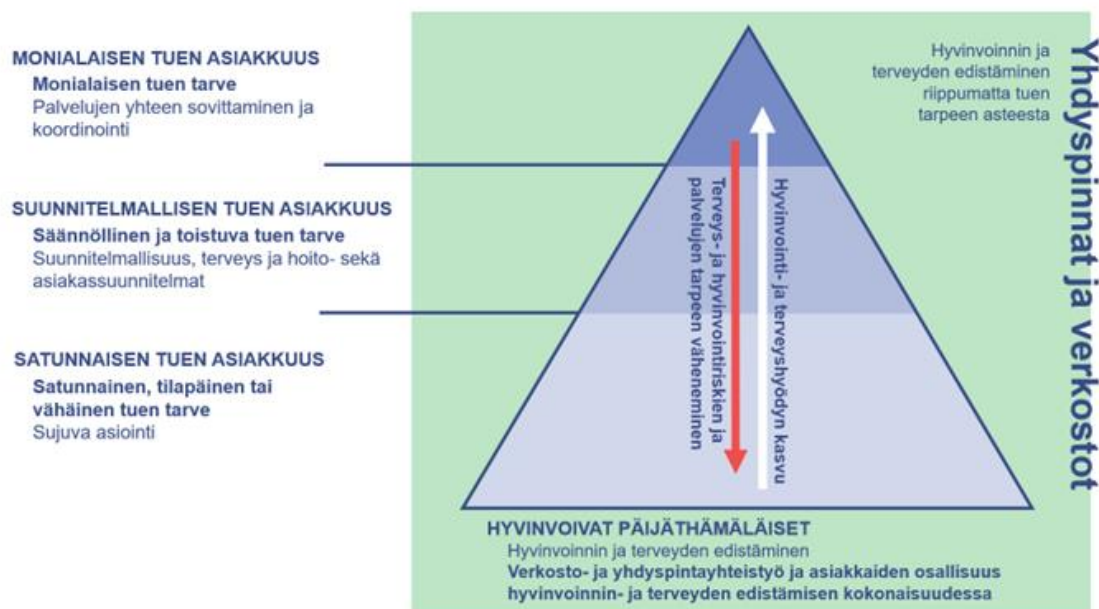 MONIALAISEN TUEN ASIAKKUUS
Monialaisen tuen tarve
Palvelujen yhteen sovittaminen ja
koordinointi
SUUNNITELMALLISEN TUEN ASIAKKUUS
Säännöllinen ja toistuva tuen tarve
Suunnitelmallisuus, terveys ja hoito- sekä
asiakassuunnitelmat
SATUNNAISEN TUEN ASIAKKUUS
Satunnainen, tilapäinen tai
vähäinen tuen tarve
Sujuva asiointi
Terveys- ja hyvinvointiriskien ja
palvelujen tarpeen väheneminen
Hyvinvointi- ja terveyshyödyn kasvu
Hyvinvoinnin ja
terveyden edistäminen
riippumatta tuen
tarpeen asteesta
Yhdyspinnat ja verkostot
HYVINVOIVAT PÄIJÄTHÄMÄLÄISET
Hyvinvoinnin ja terveyden edistäminen
Verkosto- ja yhdyspintayhteistyö ja asiakkaiden osallisuus
hyvinvoinnin- ja terveyden edistämisen kokonaisuudessa